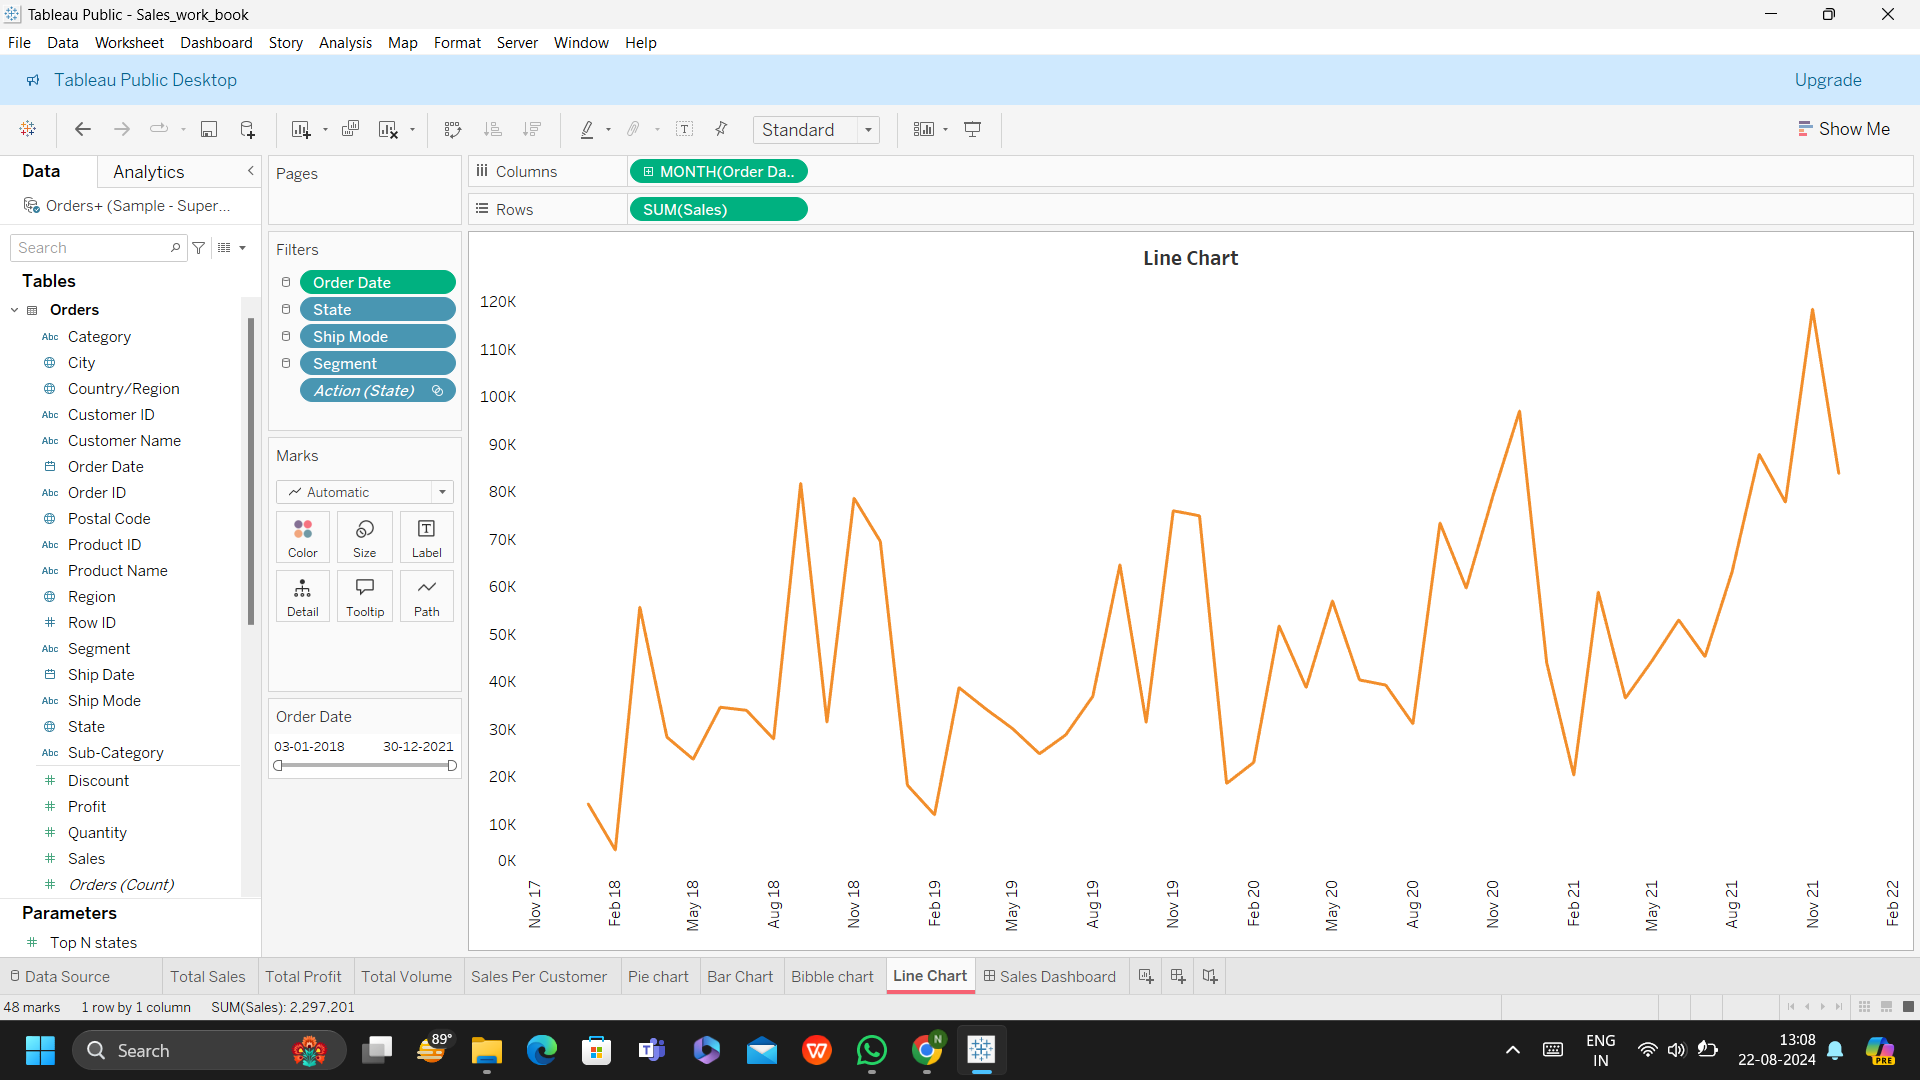 Tableau Public - Sales_work_book
File Data Worksheet Dashboard Story Analysis Map Format Server Window Help
Tableau Public Desktop
Upgrade
Standard
Show Me
Data
Analytics
Orders+ (Sample - Super...
Search
Tables
Orders
Abc Category
City
Country/Region
Abc Customer ID
Abc Customer Name
Order Date
Abc Order ID
Postal Code
Abc Product ID
Abc Product Name
Region
# Row ID
Abc Segment
Ship Date
Abc Ship Mode
State
Abc Sub-Category
# Discount
# Profit
# Quantity
# Sales
# Orders (Count)
Parameters
# Top N states
Pages
Filters
Order Date
State
Ship Mode
Segment
Action (State)
Marks
Automatic
Color
Size
Label
Detail
Tooltip
Path
Order Date
03-01-2018 30-12-2021
Columns
MONTH(Order Da..
Rows
SUM(Sales)
Line Chart
120K
110K
100K
90K
80K
70K
60K
50K
40K
30K
20K
10K
0K
Nov 17
Feb 18
May 18
Aug 18
Nov 18
Feb 19
May 19
Aug 19
Nov 19
Feb 20
May 20
Aug 20
Nov 20
Feb 21
May 21
Aug 21
Nov 21
Feb 22
Data Source
Total Sales
Total Profit
Total Volume
Sales Per Customer
Pie chart
Bar Chart
Bibble chart
Line Chart
Sales Dashboard
48 marks 1 row by 1 column SUM(Sales): 2,297,201
Search
89°
N
ENG
IN
13:08
22-08-2024
PRE